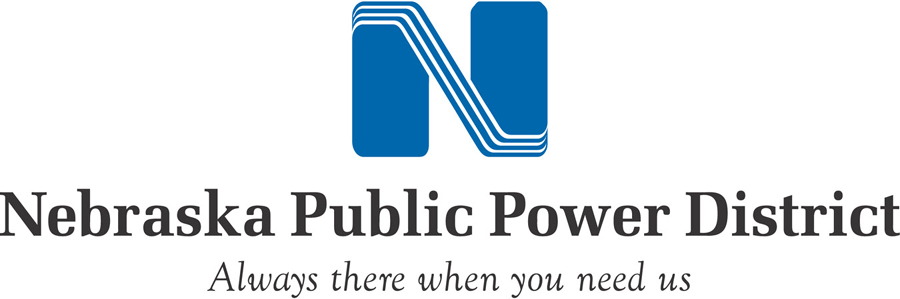 N
Nebraska Public Power District
Always there when you need us